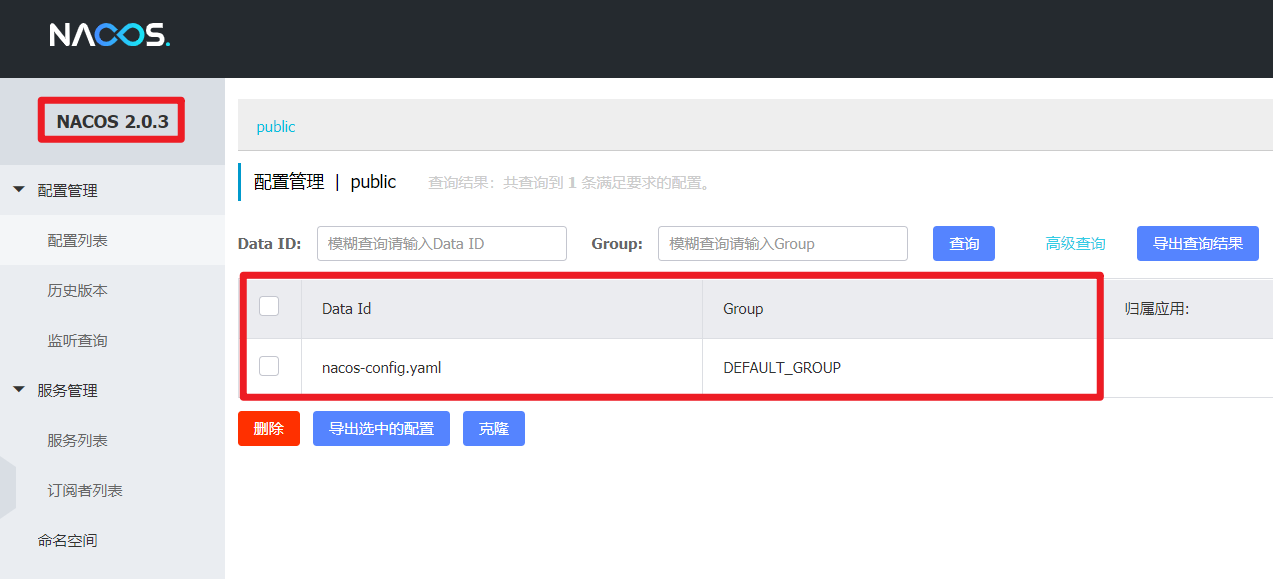 NACOS.
NACOS 2.0.3
配置管理
配置列表
历史版本
监听查询
服务管理
服务列表
订阅者列表
命名空间
public
配置管理 | public 查询结果：共查询到 1 条满足要求的配置。
Data ID: 模糊查询请输入Data ID Group: 模糊查询请输入Group 查询 高级查询 导出查询结果
Data Id Group 归属应用:
nacos-config.yaml DEFAULT_GROUP
删除 导出选中的配置 克隆